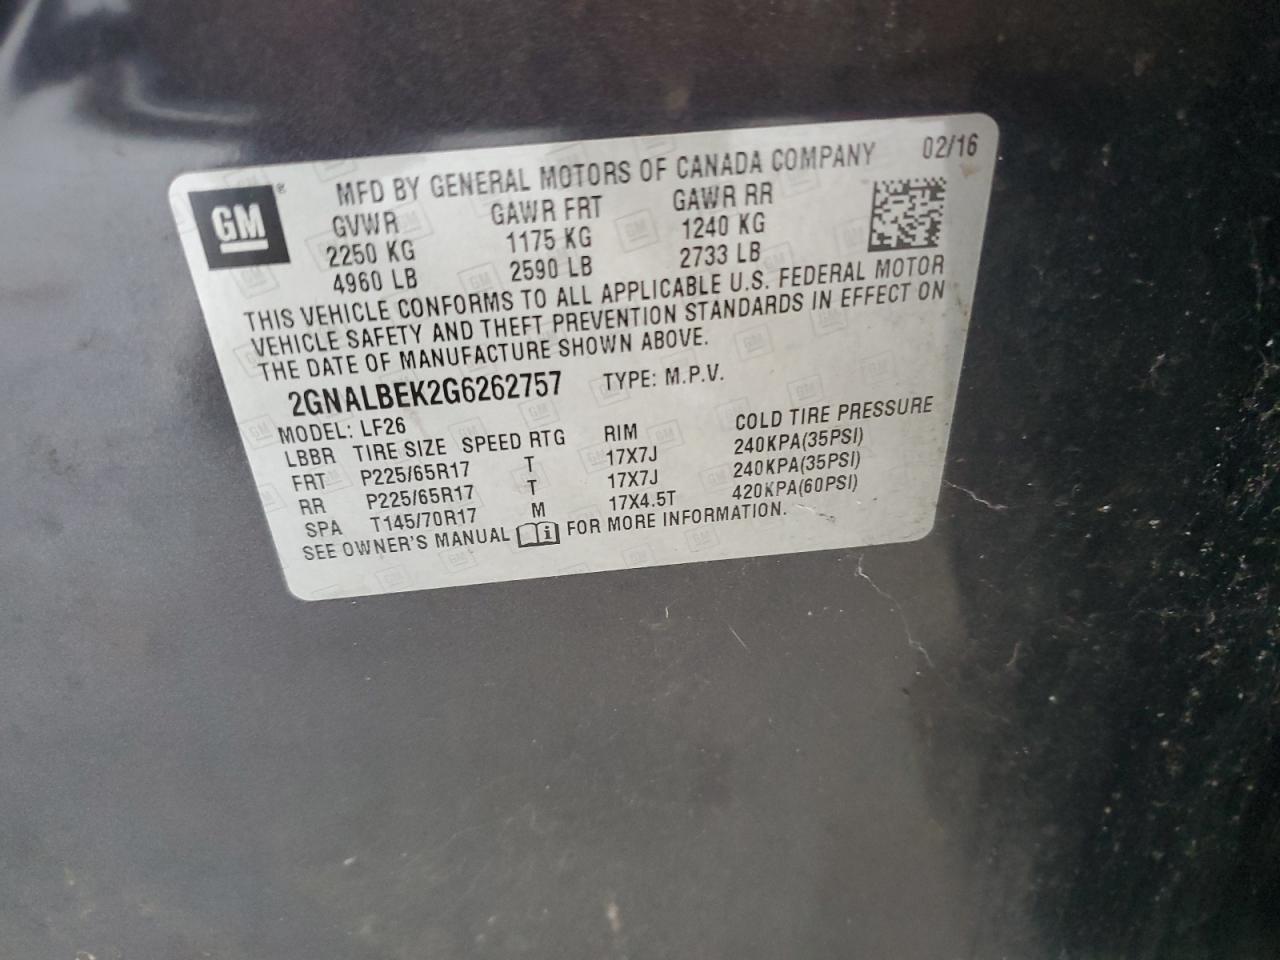 GM®
MFD BY GENERAL MOTORS OF CANADA COMPANY 02/16
GVWR GAWR FRT GAWR RR
2250 KG 1175 KG 1240 KG
4960 LB 2590 LB 2733 LB
THIS VEHICLE CONFORMS TO ALL APPLICABLE U.S. FEDERAL MOTOR
VEHICLE SAFETY AND THEFT PREVENTION STANDARDS IN EFFECT ON
THE DATE OF MANUFACTURE SHOWN ABOVE.
2GNALBEK2G6262757 TYPE: M.P.V.
MODEL: LF26
LBBR TIRE SIZE SPEED RTG RIM COLD TIRE PRESSURE
FRT P225/65R17 T 17X7J 240KPA(35PSI)
RR P225/65R17 T 17X7J 240KPA(35PSI)
SPA T145/70R17 M 17X4.5T 420KPA(60PSI)
SEE OWNER'S MANUAL i FOR MORE INFORMATION.